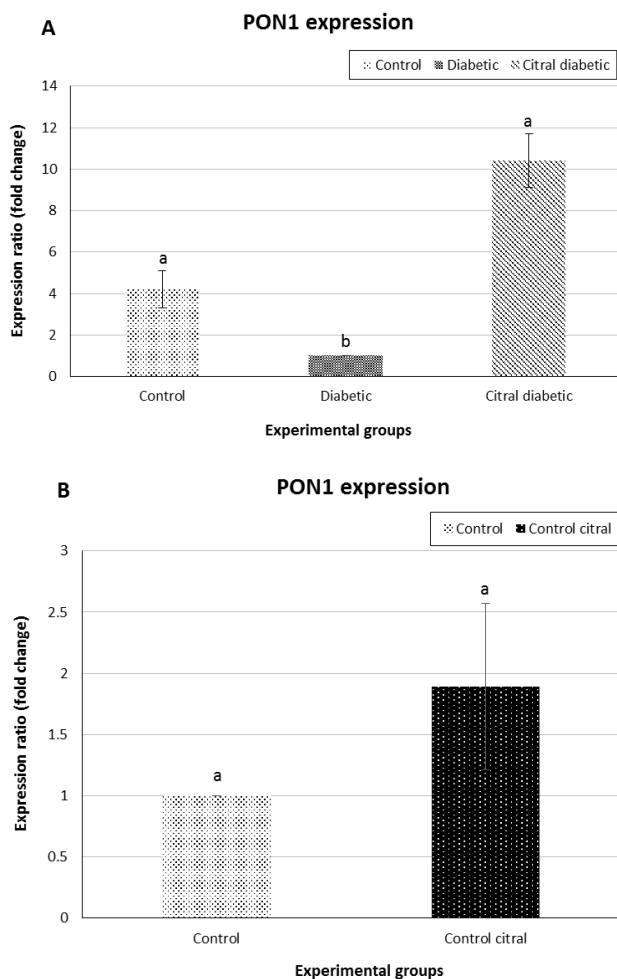 A
PON1 expression
Control Diabetic Citral diabetic
Expression ratio (fold change)
14
12
10
8
6
4
2
0
a
b
a
Control Diabetic Citral diabetic
Experimental groups
B
PON1 expression
Control Control citral
Expression ratio (fold change)
3
2.5
2
1.5
1
0.5
0
a
a
Control Control citral
Experimental groups